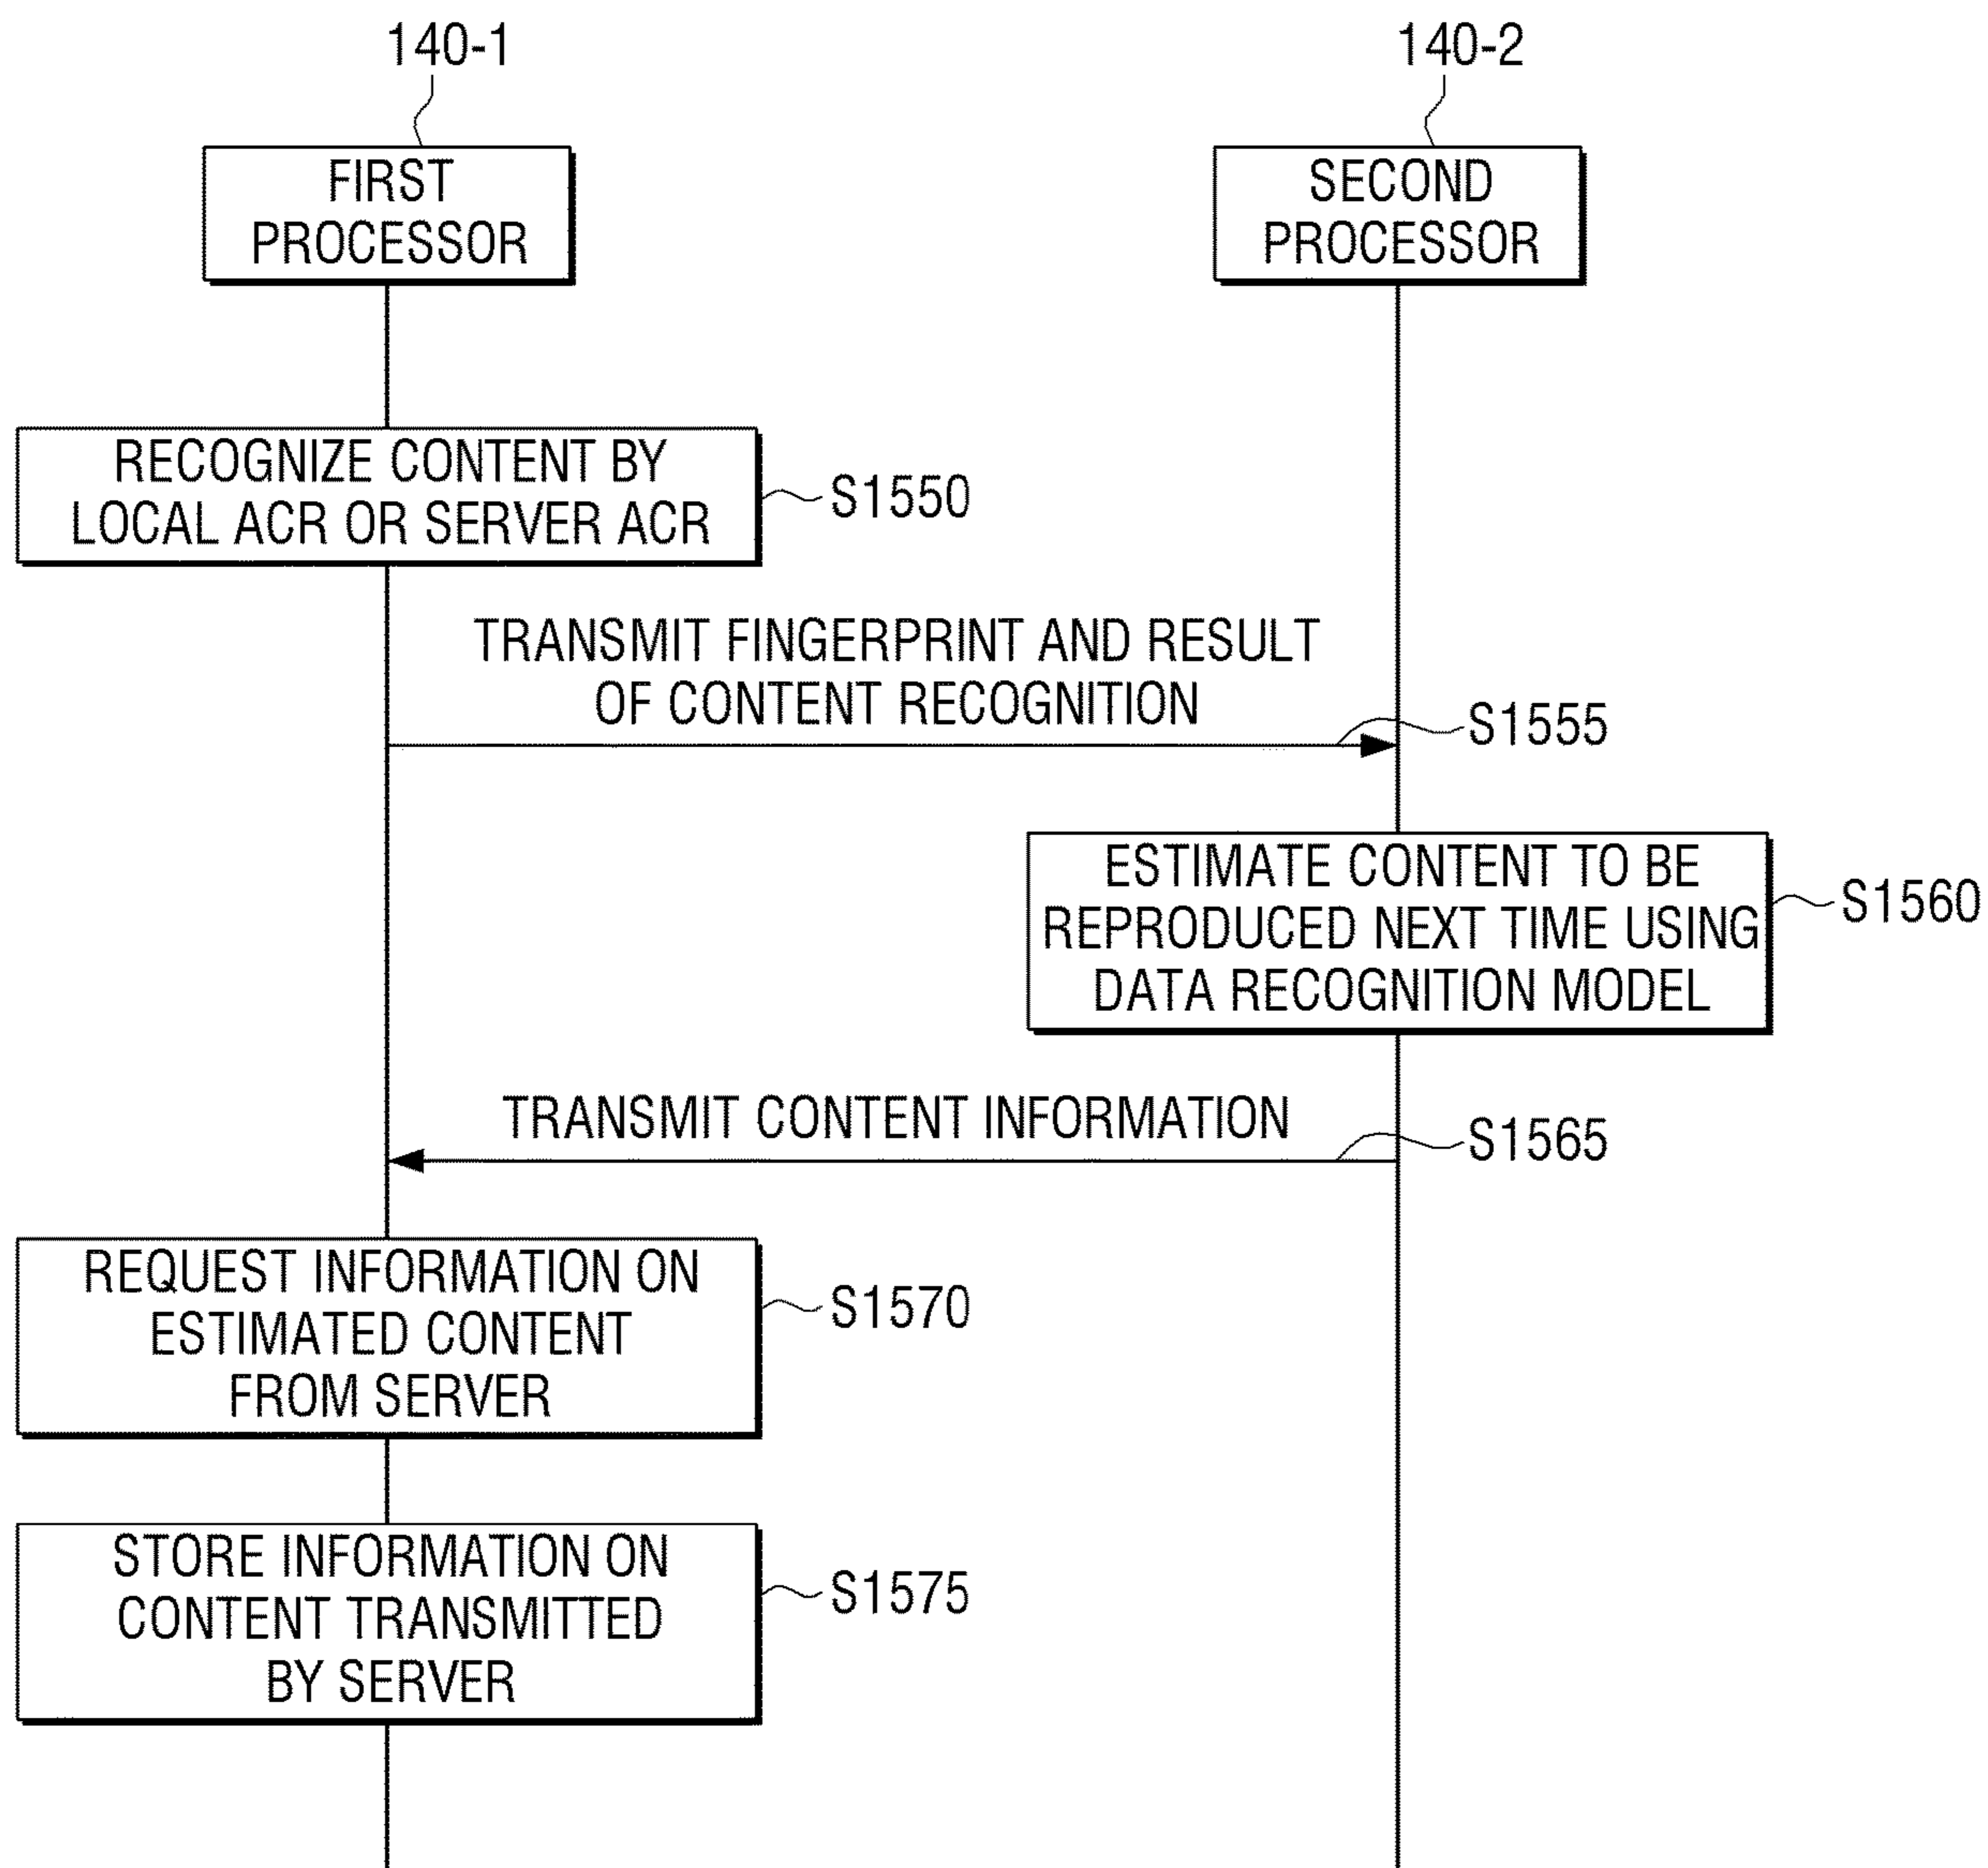 140-1
140-2
FIRST
PROCESSOR
SECOND
PROCESSOR
RECOGNIZE CONTENT BY
LOCAL ACR OR SERVER ACR
S1550
TRANSMIT FINGERPRINT AND RESULT
OF CONTENT RECOGNITION
S1555
ESTIMATE CONTENT TO BE
REPRODUCED NEXT TIME USING
DATA RECOGNITION MODEL
S1560
TRANSMIT CONTENT INFORMATION
S1565
REQUEST INFORMATION ON
ESTIMATED CONTENT
FROM SERVER
S1570
STORE INFORMATION ON
CONTENT TRANSMITTED
BY SERVER
S1575